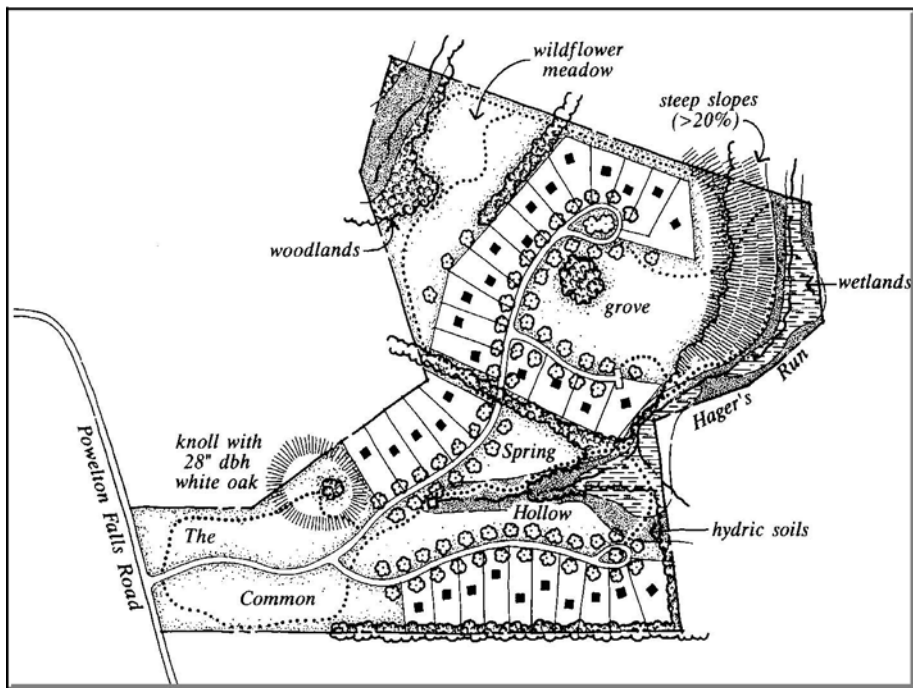 wildflower
meadow
steep slopes
(>20%)
woodlands
wetlands
grove
Hager's Run
knoll with
28" dbh
white oak
Spring
Hollow
hydric soils
Powelton Falls Road
The
Common